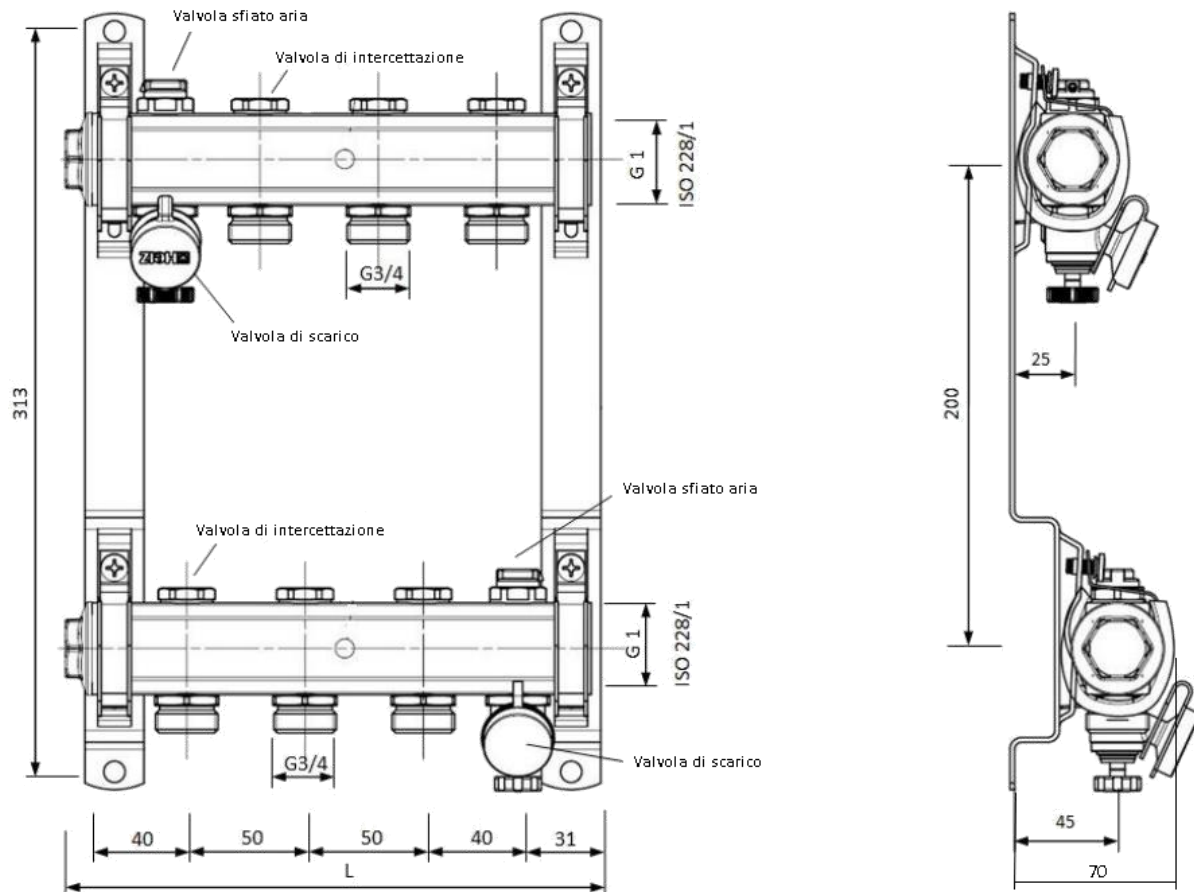 Valvola sfiato aria
Valvola di intercettazione
G 1
ISO 228/1
G3/4
HERZ
Valvola di scarico
313
25
200
Valvola sfiato aria
Valvola di intercettazione
G 1
ISO 228/1
G3/4
Valvola di scarico
40
50
50
40
31
L
45
70